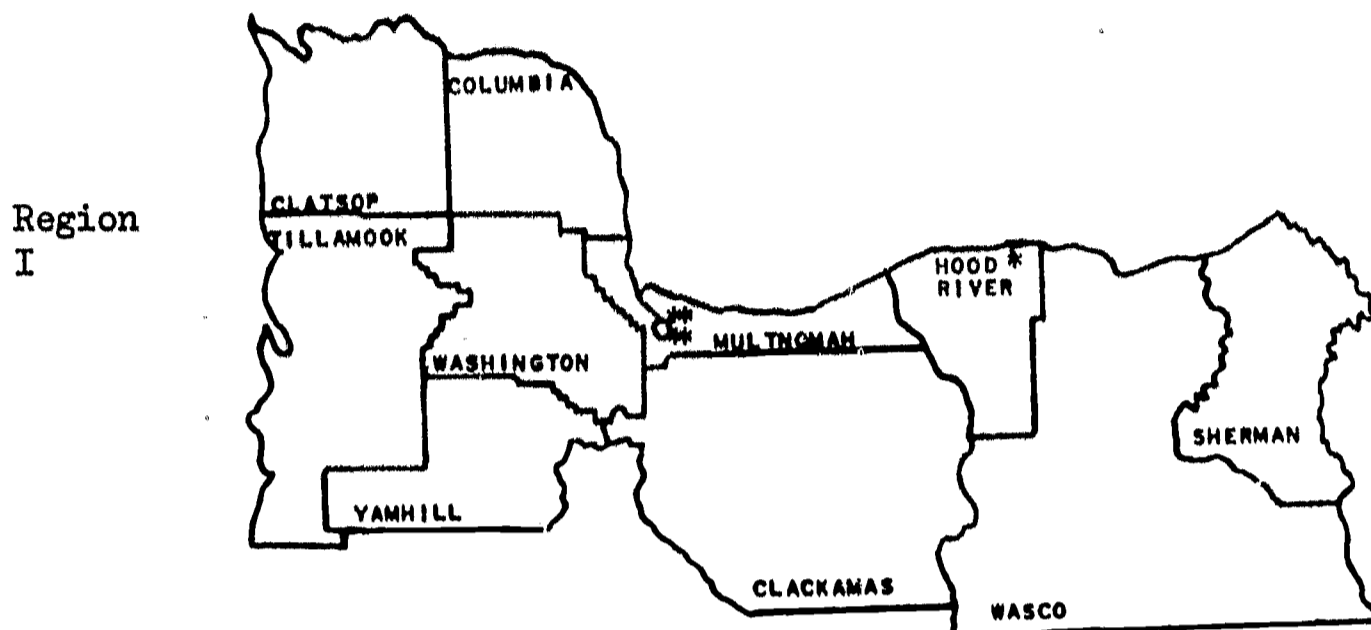 Region
I
COLUMBIA
CLATSOP
TILLAMOOK
HOOD *
RIVER
**
**
MULTNOMAH
WASHINGTON
SHERMAN
YAMHILL
CLACKAMAS
WASCO